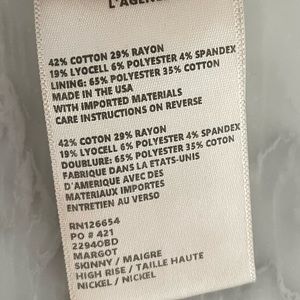 L'AGENCE
42% COTTON 29% RAYON
19% LYOCELL 6% POLYESTER 4% SPANDEX
LINING: 65% POLYESTER 35% COTTON
MADE IN THE USA
WITH IMPORTED MATERIALS
CARE INSTRUCTIONS ON REVERSE
42% COTTON 29% RAYON
19% LYOCELL 6% POLYESTER 4% SPANDEX
DOUBLURE: 65% POLYESTER 35% COTON
FABRIQUE DANS LA ETATS-UNIS
D'AMERIQUE AVEC DES
MATERIAUX IMPORTES
ENTRETIEN AU VERSO
RN126654
PO # 421
22940BD
MARGOT
SKINNY / MAIGRE
HIGH RISE / TAILLE HAUTE
NICKEL / NICKEL